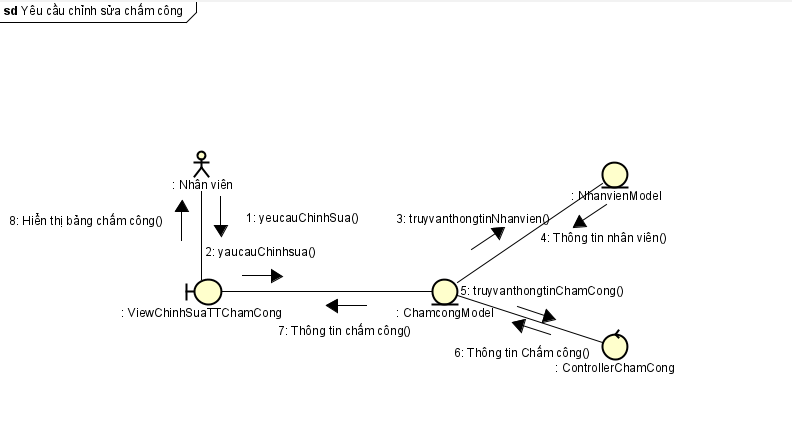 sd Yêu cầu chỉnh sửa chấm công
: Nhân viên
: NhanvienModel
8: Hiển thị bảng chấm công()
1: yeucauChinhSua()
3: truyvanthongtinNhanvien()
4: Thông tin nhân viên()
2: yaucauChinhsua()
5: truyvanthongtinChamCong()
: ViewChinhSuaTTChamCong
: ChamcongModel
7: Thông tin chấm công()
6: Thông tin Chấm công()
: ControllerChamCong